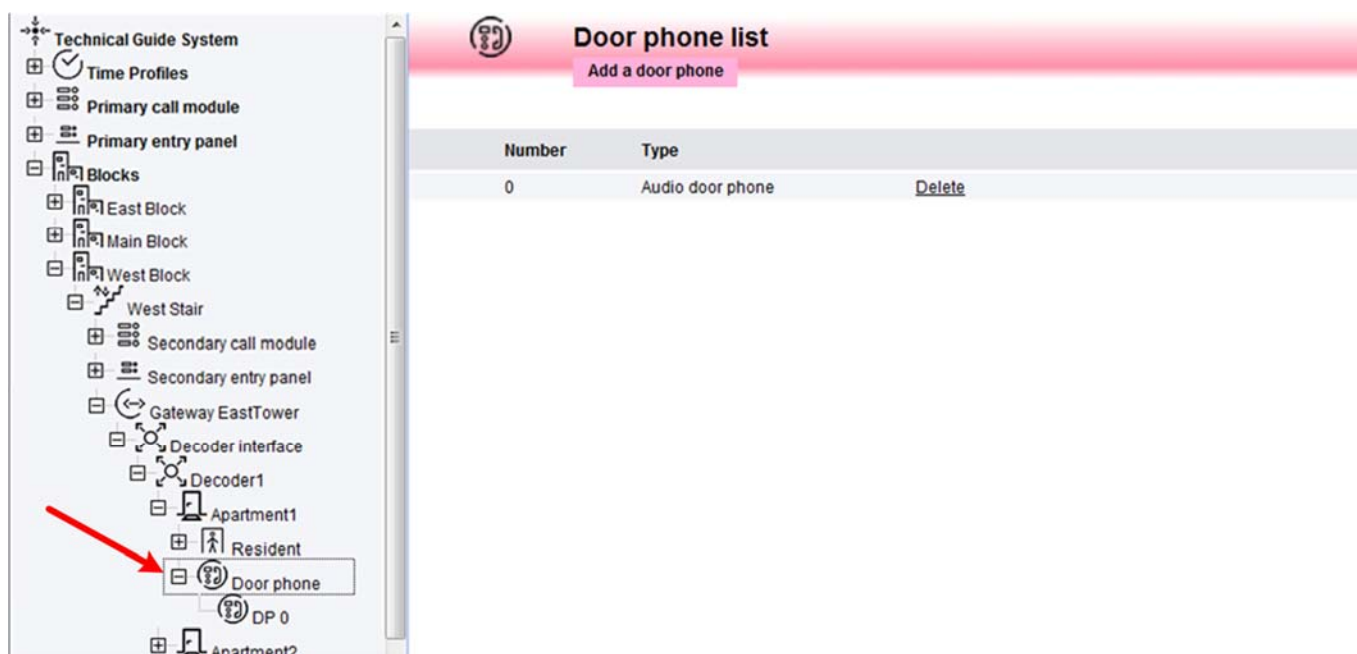 Technical Guide System
Time Profiles
Primary call module
Primary entry panel
Blocks
East Block
Main Block
West Block
West Stair
Secondary call module
Secondary entry panel
Gateway EastTower
Decoder interface
Decoder1
Apartment1
Resident
Door phone
DP 0
Apartment2
Door phone list
Add a door phone
Number Type
0 Audio door phone Delete